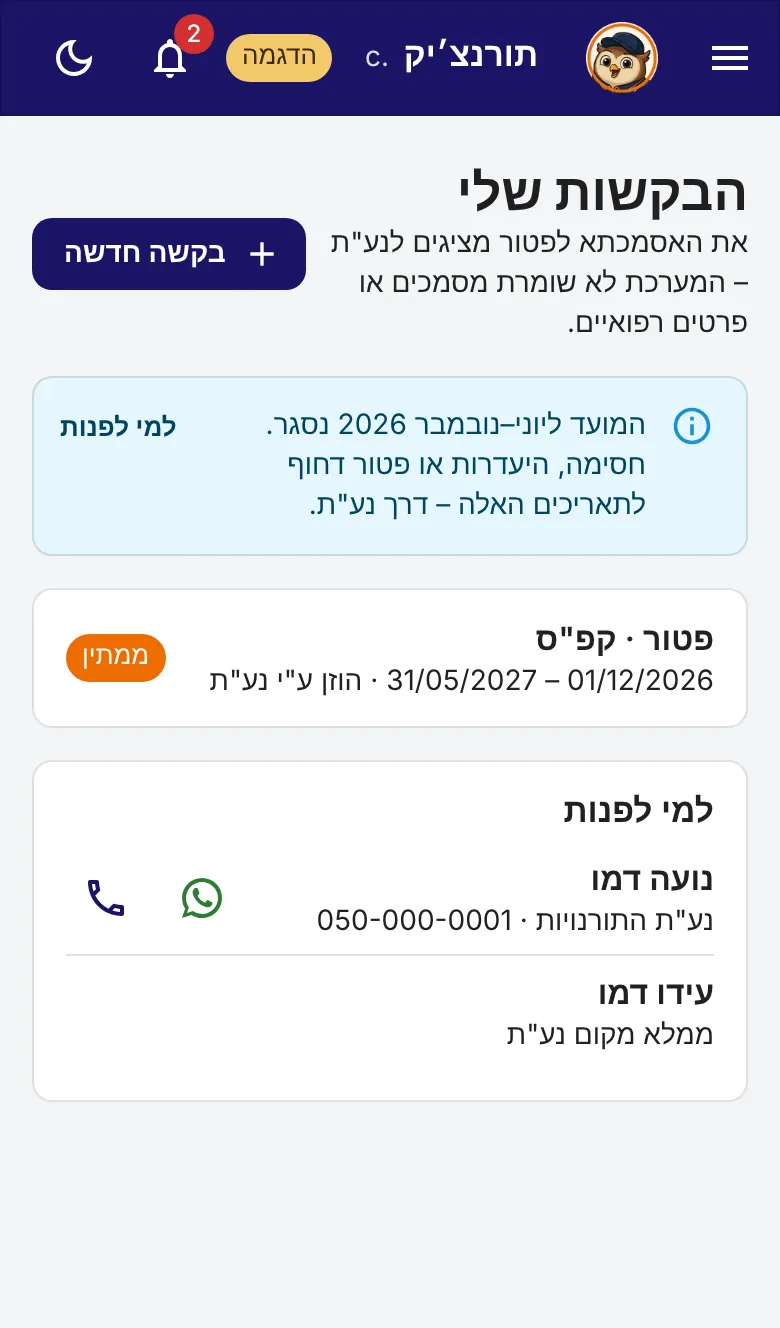 תורנצ׳יק
c.
הדגמה
2
הבקשות שלי
את האסמכתא לפטור מציגים לנע"ת
– המערכת לא שומרת מסמכים או
פרטים רפואיים.
+ בקשה חדשה
המועד ליוני–נובמבר 2026 נסגר.
חסימה, היעדרות או פטור דחוף
לתאריכים האלה – דרך נע"ת.
למי לפנות
פטור · קפ"ס
01/12/2026 – 31/05/2027 · הוזן ע"י נע"ת
ממתין
למי לפנות
נועה דמו
נע"ת התורנויות · 050-000-0001
עידו דמו
ממלא מקום נע"ת